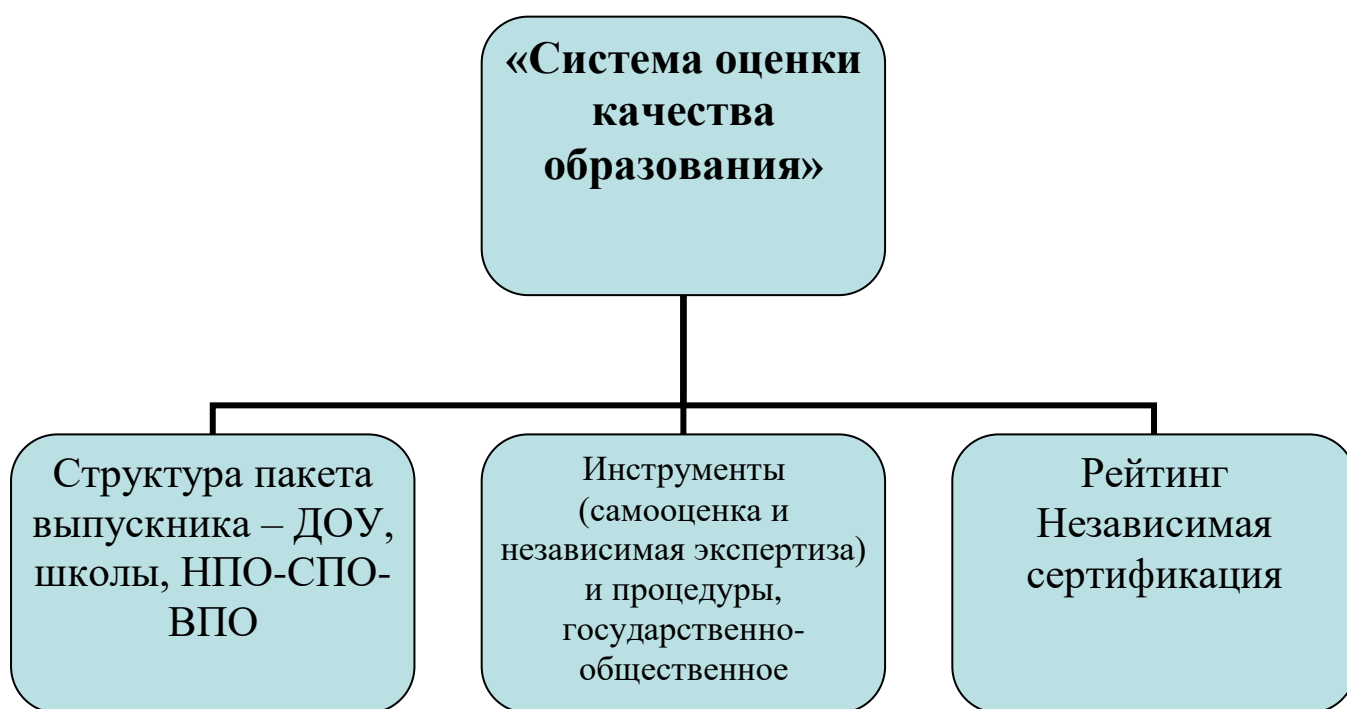 «Система оценки
качества
образования»
Структура пакета
выпускника – ДОУ,
школы, НПО-СПО-
ВПО
Инструменты
(самооценка и
независимая экспертиза)
и процедуры,
государственно-
общественное
Рейтинг
Независимая
сертификация